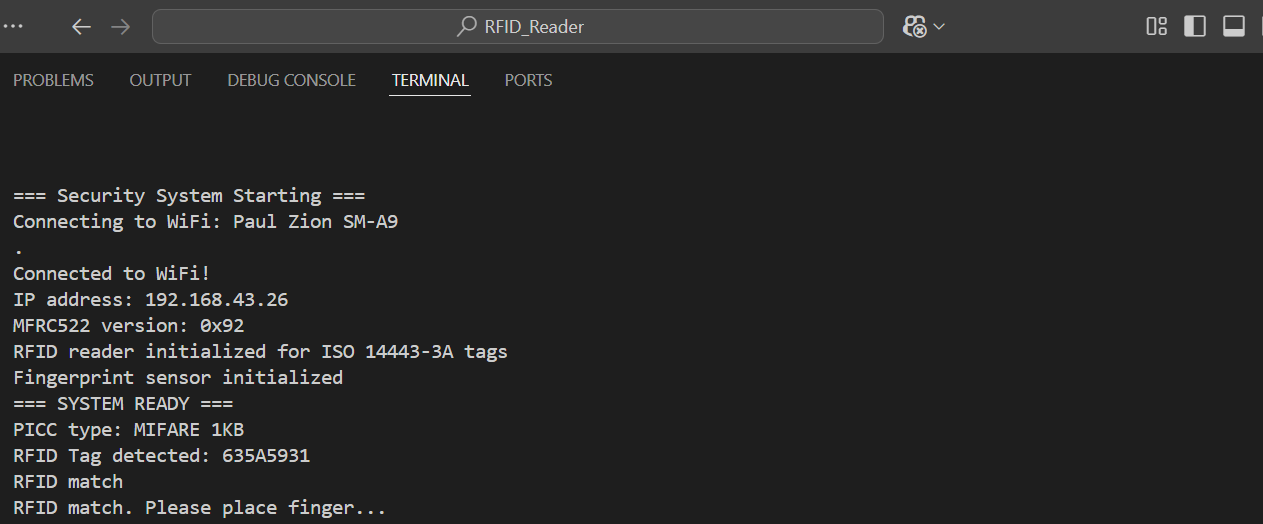 RFID_Reader
PROBLEMS OUTPUT DEBUG CONSOLE TERMINAL PORTS
=== Security System Starting ===
Connecting to WiFi: Paul Zion SM-A9
.
Connected to WiFi!
IP address: 192.168.43.26
MFRC522 version: 0x92
RFID reader initialized for ISO 14443-3A tags
Fingerprint sensor initialized
=== SYSTEM READY ===
PICC type: MIFARE 1KB
RFID Tag detected: 635A5931
RFID match
RFID match. Please place finger...